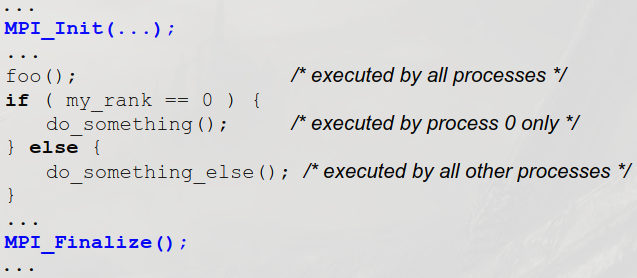 ...
MPI_Init(...);
...
foo(); /* executed by all processes */
if ( my_rank == 0 ) {
do_something(); /* executed by process 0 only */
} else {
do_something_else(); /* executed by all other processes */
}
...
MPI_Finalize();
...